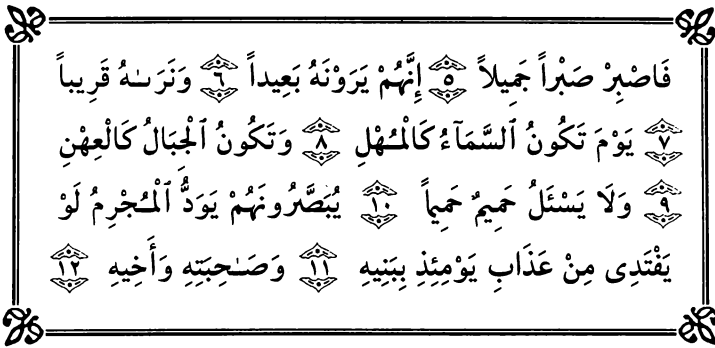 فَاصْبِرْ صَبْراً جَمِيلاً ٥ إِنَّهُمْ يَرَوْنَهُ بَعِيداً ٦ وَنَرَىٰهُ قَرِيباً
٧ يَوْمَ تَكُونُ ٱلسَّمَآءُ كَالْمُهْلِ ٨ وَتَكُونُ ٱلْجِبَالُ كَالْعِهْنِ
٩ وَلَا يَسْئَلُ حَمِيمٌ حَمِيماً ١٠ يُبَصَّرُونَهُمْ يَوَدُّ ٱلْمُجْرِمُ لَوْ
يَفْتَدِى مِنْ عَذَابِ يَوْمِئِذٍ بِبَنِيهِ ١١ وَصَٰحِبَتِهِ وَأَخِيهِ ١٢